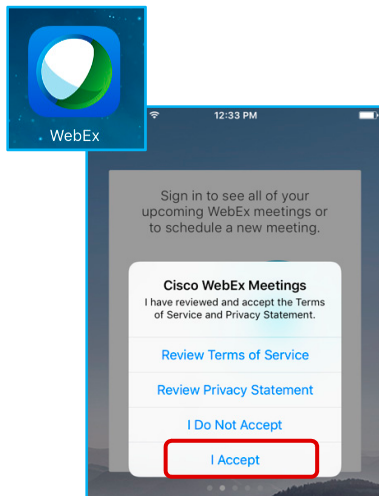 WebEx
12:33 PM
Sign in to see all of your
upcoming WebEx meetings or
to schedule a new meeting.
Cisco WebEx Meetings
I have reviewed and accept the Terms
of Service and Privacy Statement.
Review Terms of Service
Review Privacy Statement
I Do Not Accept
I Accept